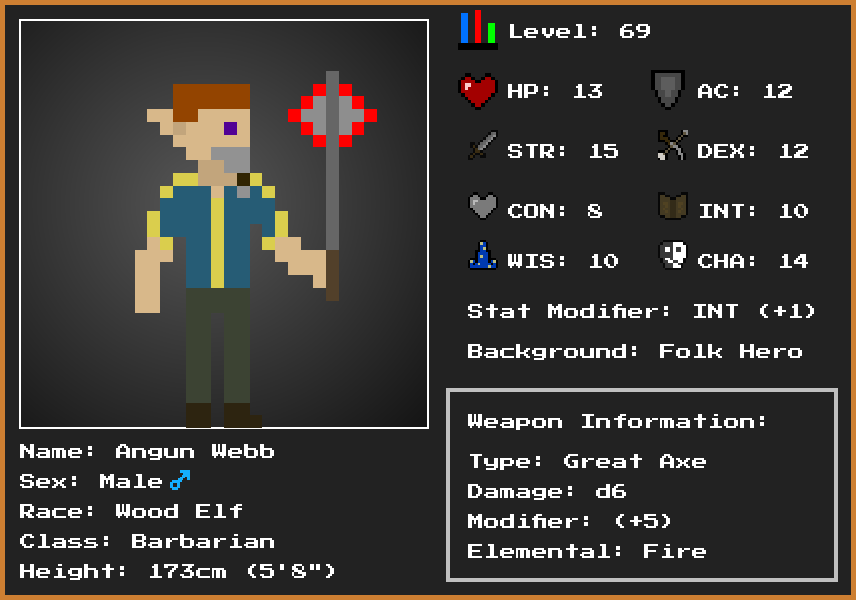 Level: 69
HP: 13 AC: 12
STR: 15 DEX: 12
CON: 8 INT: 10
WIS: 10 CHA: 14
Stat Modifier: INT (+1)
Background: Folk Hero
Weapon Information:
Type: Great Axe
Damage: d6
Modifier: (+5)
Elemental: Fire
Name: Angun Webb
Sex: Male♂
Race: Wood Elf
Class: Barbarian
Height: 173cm (5'8")